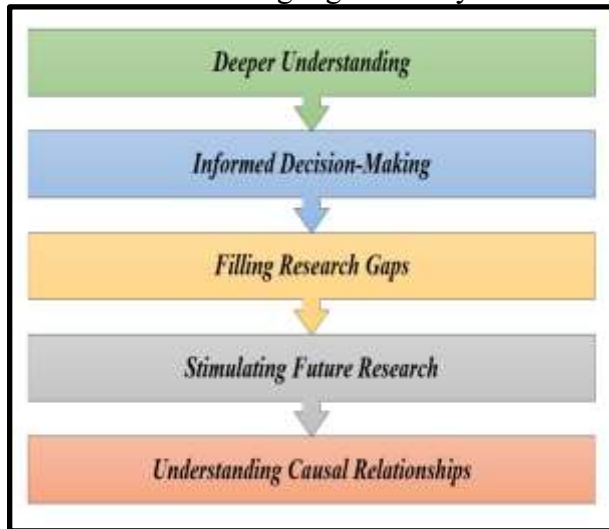 Deeper Understanding
Informed Decision-Making
Filling Research Gaps
Stimulating Future Research
Understanding Causal Relationships